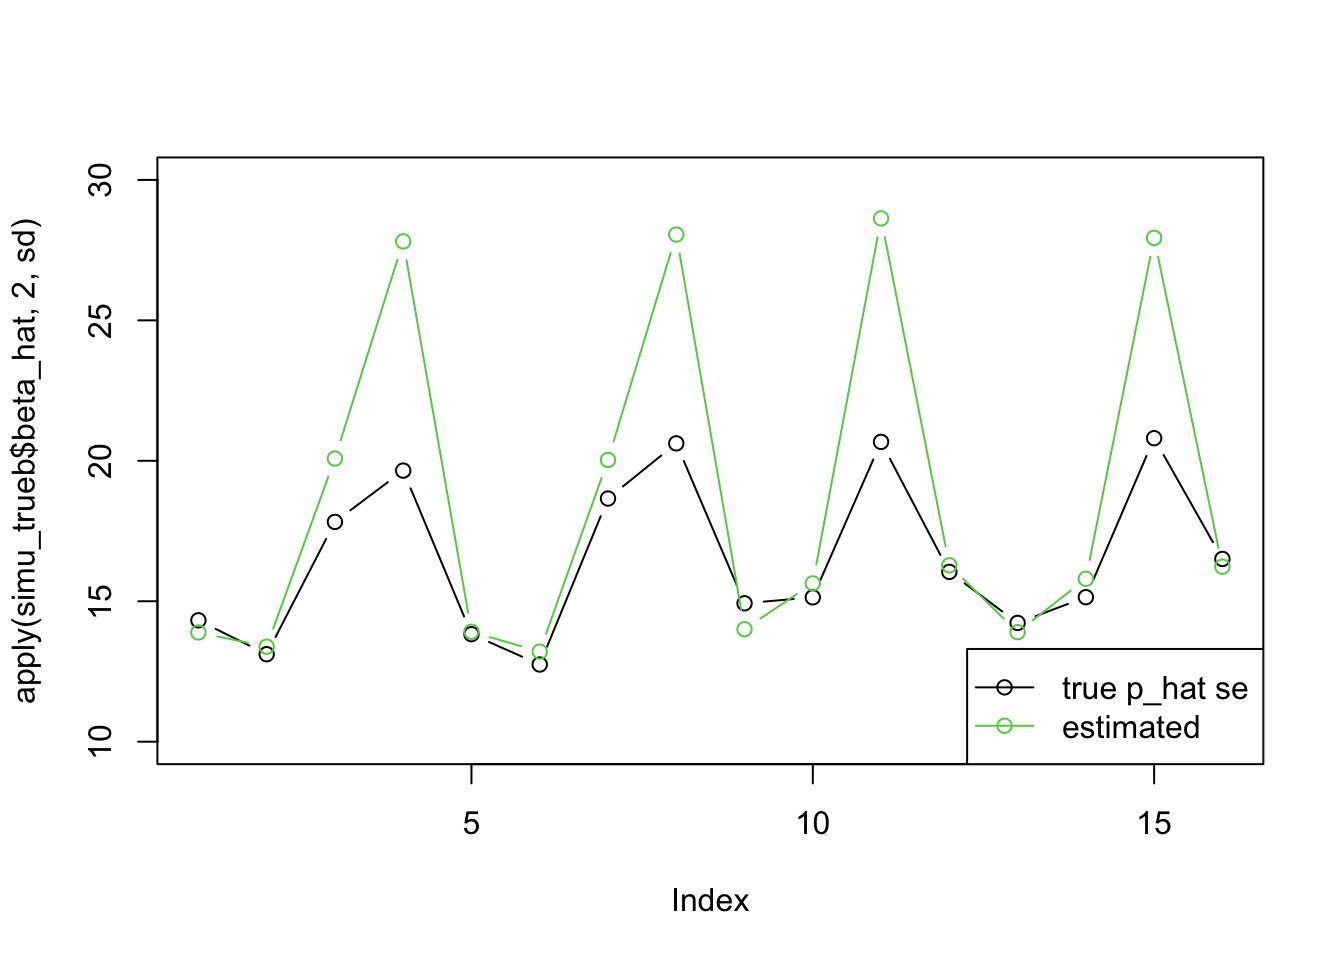 apply(simu_trueb$beta_hat, 2, sd)
30
25
20
15
10
5
10
15
Index
true p_hat se
estimated